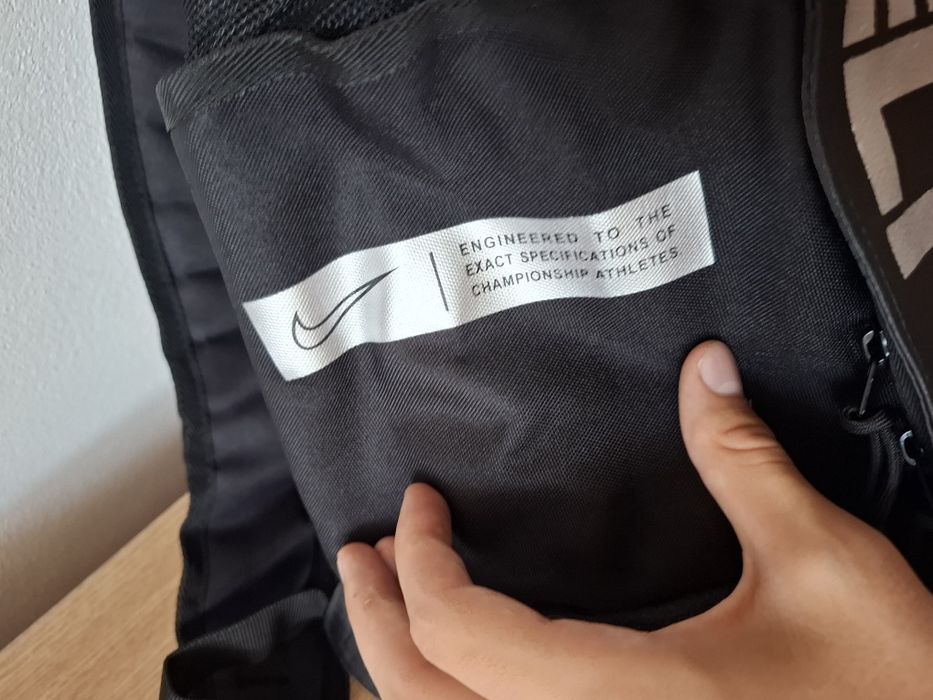 ENGINEERED TO THE
EXACT SPECIFICATIONS OF
CHAMPIONSHIP ATHLETES